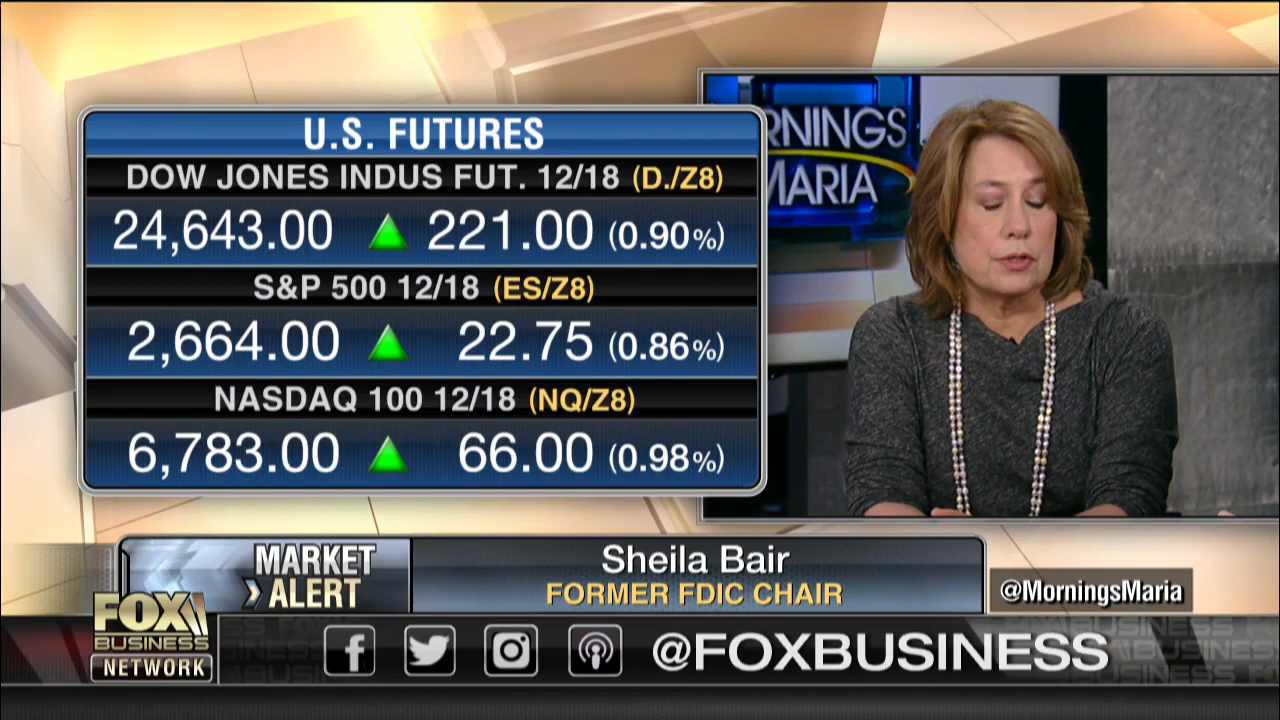 U.S. FUTURES
DOW JONES INDUS FUT. 12/18 (D./Z8)
24,643.00 ▲ 221.00 (0.90%)
S&P 500 12/18 (ES/Z8)
2,664.00 ▲ 22.75 (0.86%)
NASDAQ 100 12/18 (NQ/Z8)
6,783.00 ▲ 66.00 (0.98%)
RNINGS
MARIA
MARKET
ALERT
Sheila Bair
FORMER FDIC CHAIR
@MorningsMaria
FOX
BUSINESS
NETWORK
@FOXBUSINESS